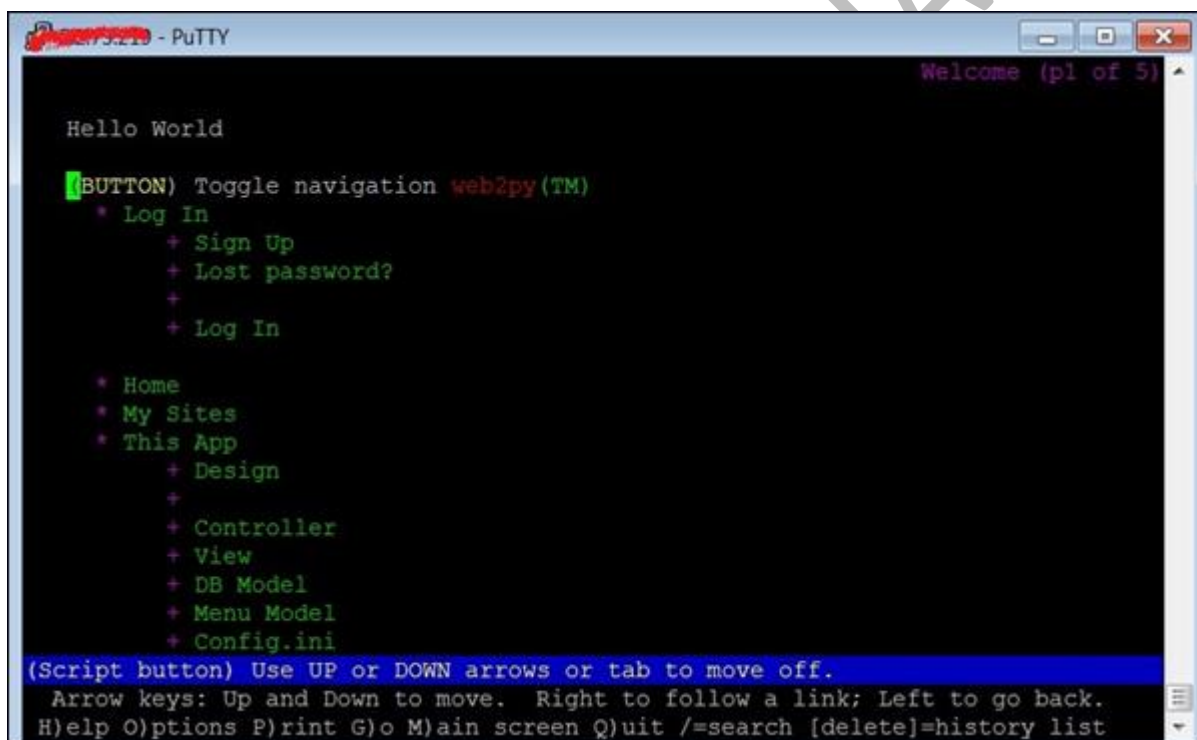 - PuTTY
Welcome (p1 of 5)
Hello World
(BUTTON) Toggle navigation web2py(TM)
* Log In
+ Sign Up
+ Lost password?
+
+ Log In
* Home
* My Sites
* This App
+ Design
+
+ Controller
+ View
+ DB Model
+ Menu Model
+ Config.ini
(Script button) Use UP or DOWN arrows or tab to move off.
Arrow keys: Up and Down to move. Right to follow a link; Left to go back.
H)elp O)ptions P)rint G)o M)ain screen Q)uit /=search [delete]=history list